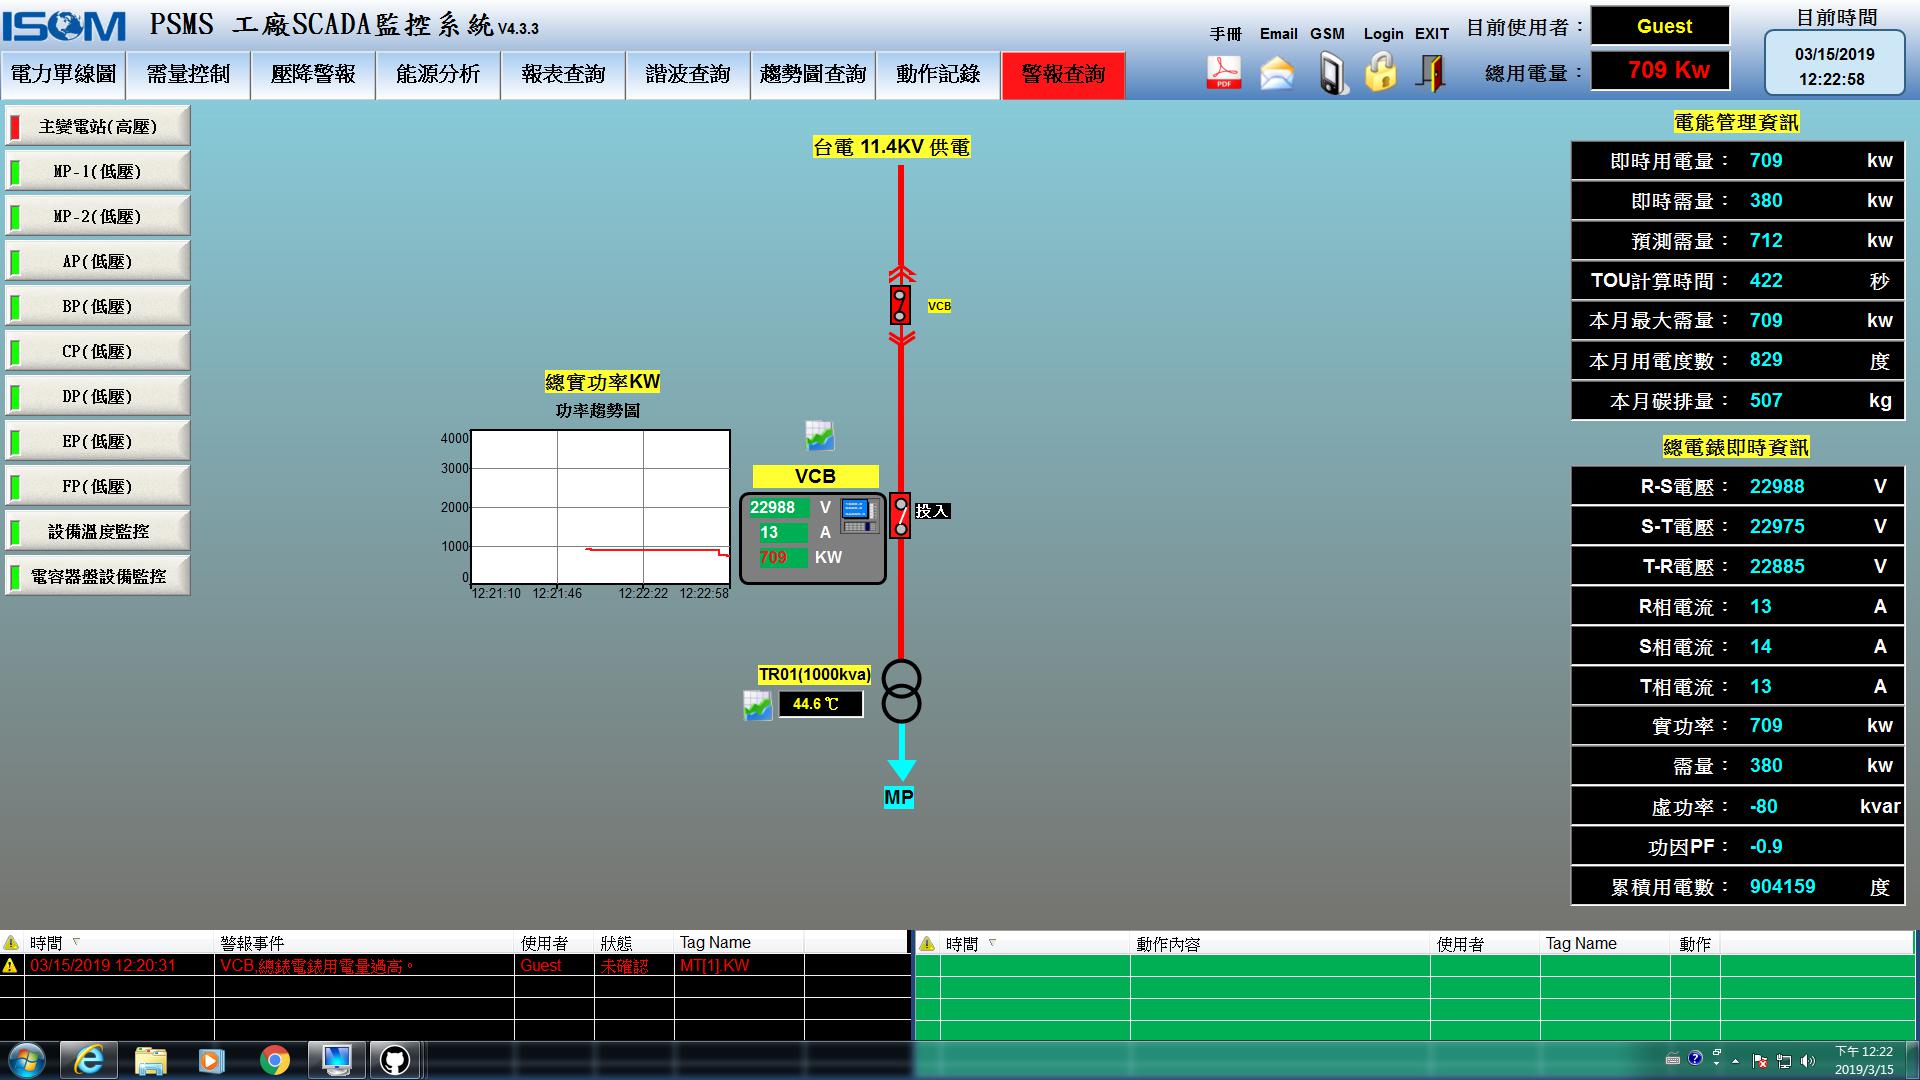 ISOM
PSMS 工廠SCADA監控系統 V4.3.3
手冊 Email GSM Login EXIT
目前使用者： Guest
總用電量： 709 Kw
目前時間
03/15/2019
12:22:58
電力單線圖 需量控制 壓降警報 能源分析 報表查詢 諧波查詢 趨勢圖查詢 動作記錄 警報查詢
PDF
主變電站(高壓)
MP-1(低壓)
MP-2(低壓)
AP(低壓)
BP(低壓)
CP(低壓)
DP(低壓)
EP(低壓)
FP(低壓)
設備溫度監控
電容器盤設備監控
台電 11.4KV 供電
VCB
總實功率KW
功率趨勢圖
4000
3000
2000
1000
0
12:21:10 12:21:46 12:22:22 12:22:58
VCB
22988 V
13 A
709 KW
投入
TR01(1000kva)
44.6 ℃
MP
電能管理資訊
即時用電量： 709 kw
即時需量： 380 kw
預測需量： 712 kw
TOU計算時間： 422 秒
本月最大需量： 709 kw
本月用電度數： 829 度
本月碳排量： 507 kg
總電錶即時資訊
R-S電壓： 22988 V
S-T電壓： 22975 V
T-R電壓： 22885 V
R相電流： 13 A
S相電流： 14 A
T相電流： 13 A
實功率： 709 kw
需量： 380 kw
虛功率： -80 kvar
功因PF： -0.9
累積用電數： 904159 度
時間 警報事件 使用者 狀態 Tag Name
03/15/2019 12:20:31 VCB,總錶電錶用電量過高。 Guest 未確認 MT[1].KW
時間 動作內容 使用者 Tag Name 動作
下午 12:22
2019/3/15